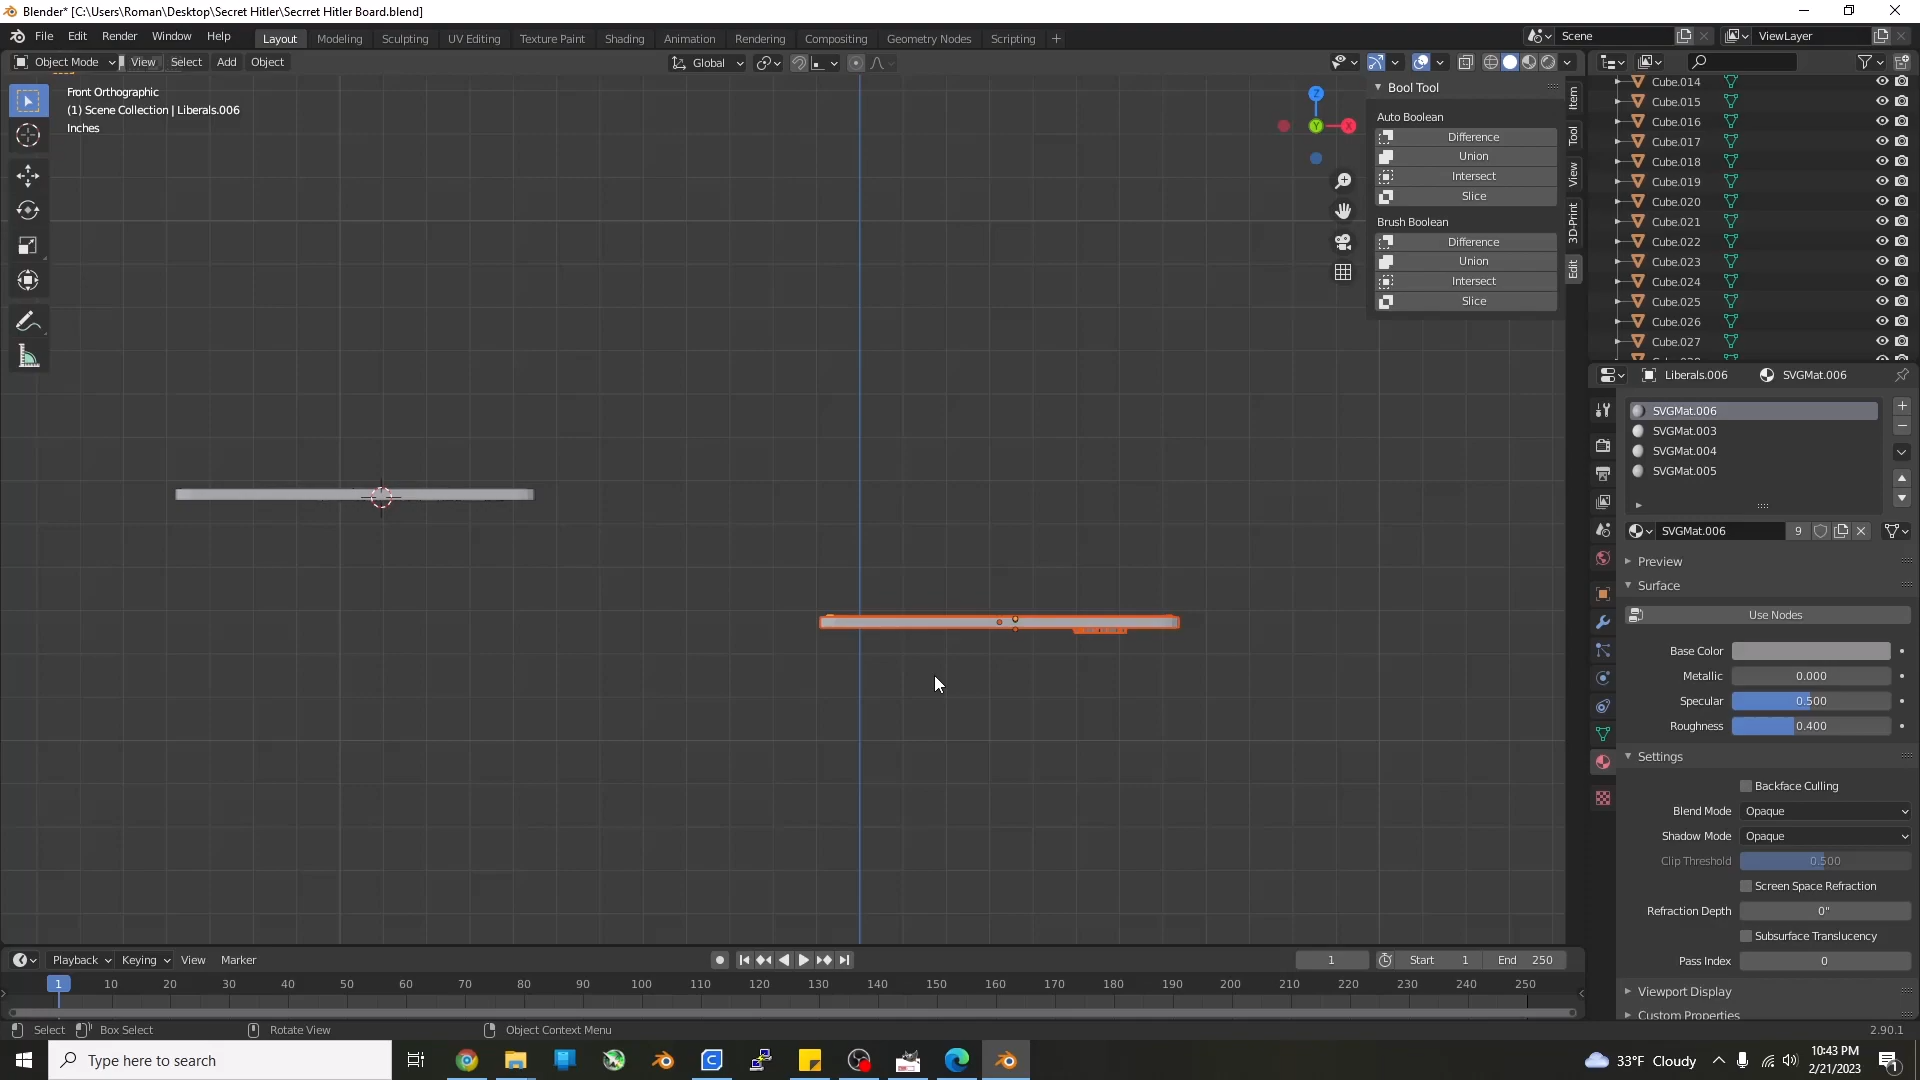 Blender* [C:\Users\Roman\Desktop\Secret Hitler\Secrret Hitler Board.blend]
File Edit Render Window Help Layout Modeling Sculpting UV Editing Texture Paint Shading Animation Rendering Compositing Geometry Nodes Scripting + Scene ViewLayer
Object Mode View Select Add Object Global
Front Orthographic
(1) Scene Collection | Liberals.006
Inches
Z
Y
X
Bool Tool
Auto Boolean
Difference
Union
Intersect
Slice
Brush Boolean
Difference
Union
Intersect
Slice
Item
Tool
View
3D-Print
Edit
Cube.014
Cube.015
Cube.016
Cube.017
Cube.018
Cube.019
Cube.020
Cube.021
Cube.022
Cube.023
Cube.024
Cube.025
Cube.026
Cube.027
Liberals.006 SVGMat.006
SVGMat.006
SVGMat.003
SVGMat.004
SVGMat.005
SVGMat.006 9
Preview
Surface
Use Nodes
Base Color
Metallic 0.000
Specular 0.500
Roughness 0.400
Settings
Backface Culling
Blend Mode Opaque
Shadow Mode Opaque
Clip Threshold 0.500
Screen Space Refraction
Refraction Depth 0"
Subsurface Translucency
Pass Index 0
Viewport Display
Custom Properties
Playback Keying View Marker 1 Start 1 End 250
1 10 20 30 40 50 60 70 80 90 100 110 120 130 140 150 160 170 180 190 200 210 220 230 240 250
Select Box Select Rotate View Object Context Menu 2.90.1
Type here to search 33°F Cloudy 10:43 PM
2/21/2023
1